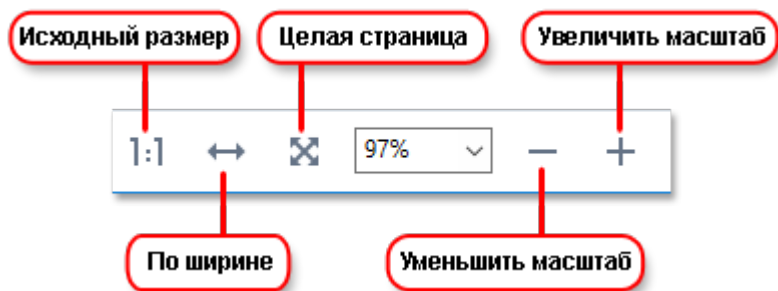 Исходный размер
Целая страница
Увеличить масштаб
1:1
97%
По ширине
Уменьшить масштаб